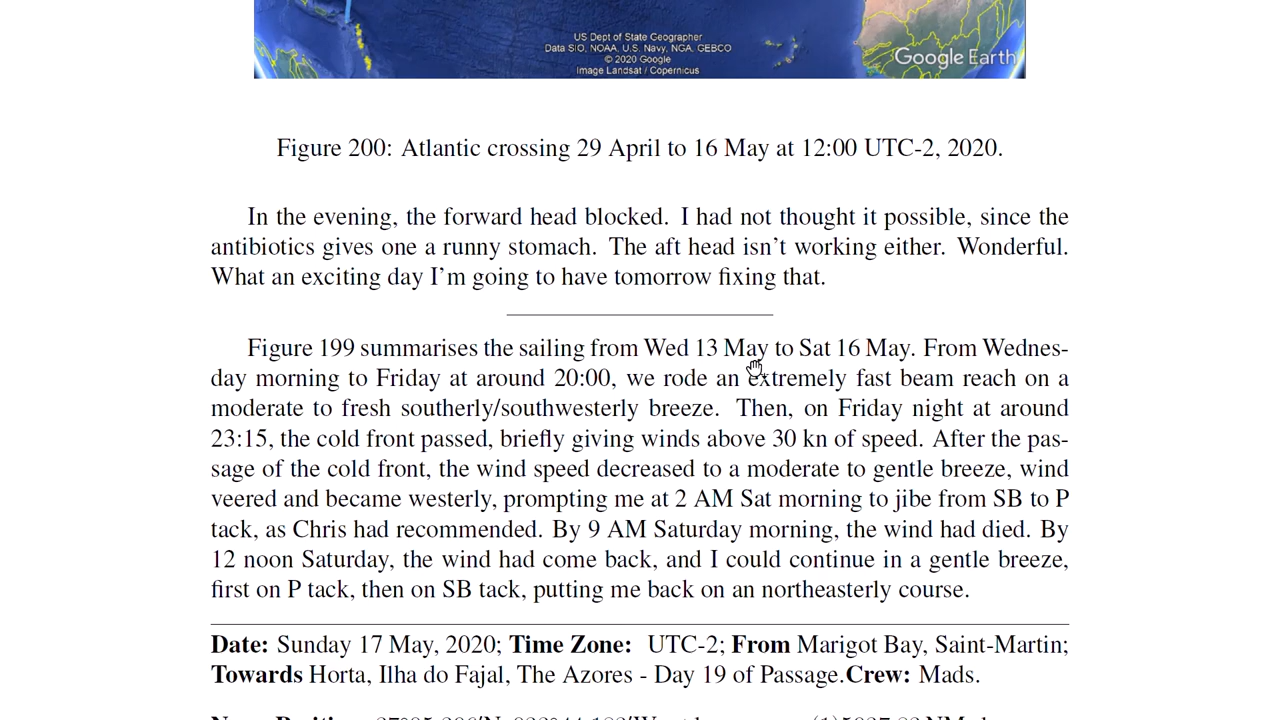 US Dept of State Geographer
Data SIO, NOAA, U.S. Navy, NGA, GEBCO
© 2020 Google
Image Landsat / Copernicus
Google Earth
Figure 200: Atlantic crossing 29 April to 16 May at 12:00 UTC-2, 2020.
In the evening, the forward head blocked. I had not thought it possible, since the
antibiotics gives one a runny stomach. The aft head isn't working either. Wonderful.
What an exciting day I'm going to have tomorrow fixing that.
Figure 199 summarises the sailing from Wed 13 May to Sat 16 May. From Wednes-
day morning to Friday at around 20:00, we rode an extremely fast beam reach on a
moderate to fresh southerly/southwesterly breeze. Then, on Friday night at around
23:15, the cold front passed, briefly giving winds above 30 kn of speed. After the pas-
sage of the cold front, the wind speed decreased to a moderate to gentle breeze, wind
veered and became westerly, prompting me at 2 AM Sat morning to jibe from SB to P
tack, as Chris had recommended. By 9 AM Saturday morning, the wind had died. By
12 noon Saturday, the wind had come back, and I could continue in a gentle breeze,
first on P tack, then on SB tack, putting me back on an northeasterly course.
Date: Sunday 17 May, 2020; Time Zone: UTC-2; From Marigot Bay, Saint-Martin;
Towards Horta, Ilha do Fajal, The Azores - Day 19 of Passage.Crew: Mads.